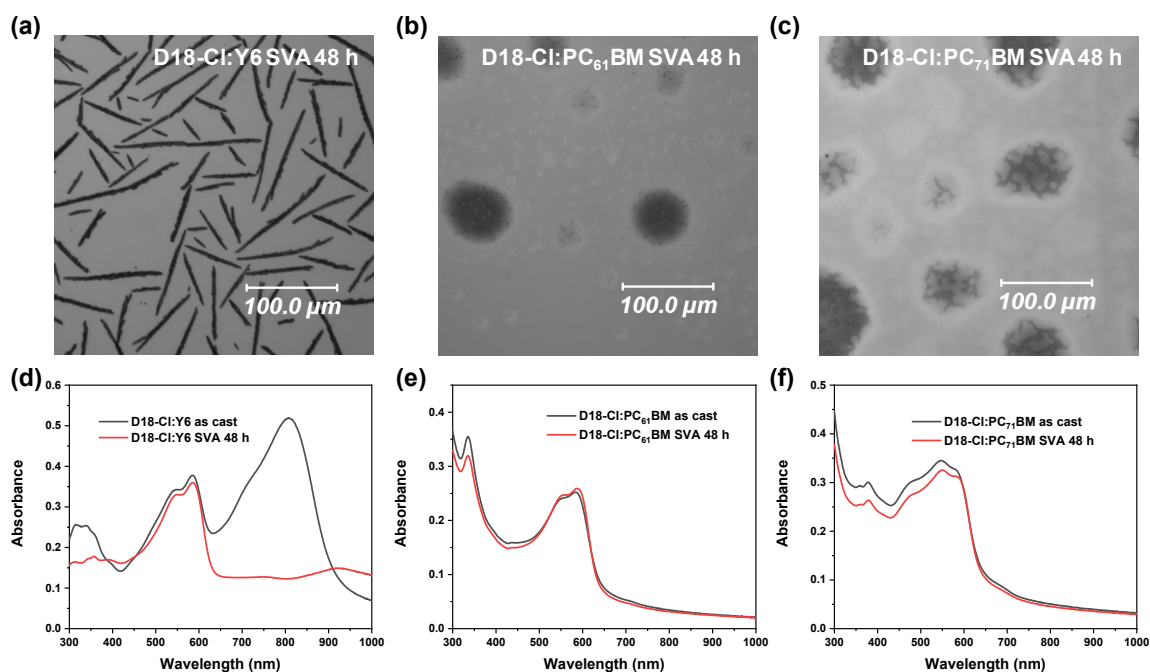 (a)
D18-Cl:Y6 SVA 48 h
100.0 µm
(b)
D18-Cl:PC₆₁BM SVA 48 h
100.0 µm
(c)
D18-Cl:PC₇₁BM SVA 48 h
100.0 µm
(d)
0.6
0.5
0.4
0.3
0.2
0.1
0.0
Absorbance
D18-Cl:Y6 as cast
D18-Cl:Y6 SVA 48 h
300 400 500 600 700 800 900 1000
Wavelength (nm)
(e)
0.4
0.3
0.2
0.1
0.0
Absorbance
D18-Cl:PC₆₁BM as cast
D18-Cl:PC₆₁BM SVA 48 h
300 400 500 600 700 800 900 1000
Wavelength (nm)
(f)
0.5
0.4
0.3
0.2
0.1
0.0
Absorbance
D18-Cl:PC₇₁BM as cast
D18-Cl:PC₇₁BM SVA 48 h
300 400 500 600 700 800 900 1000
Wavelength (nm)